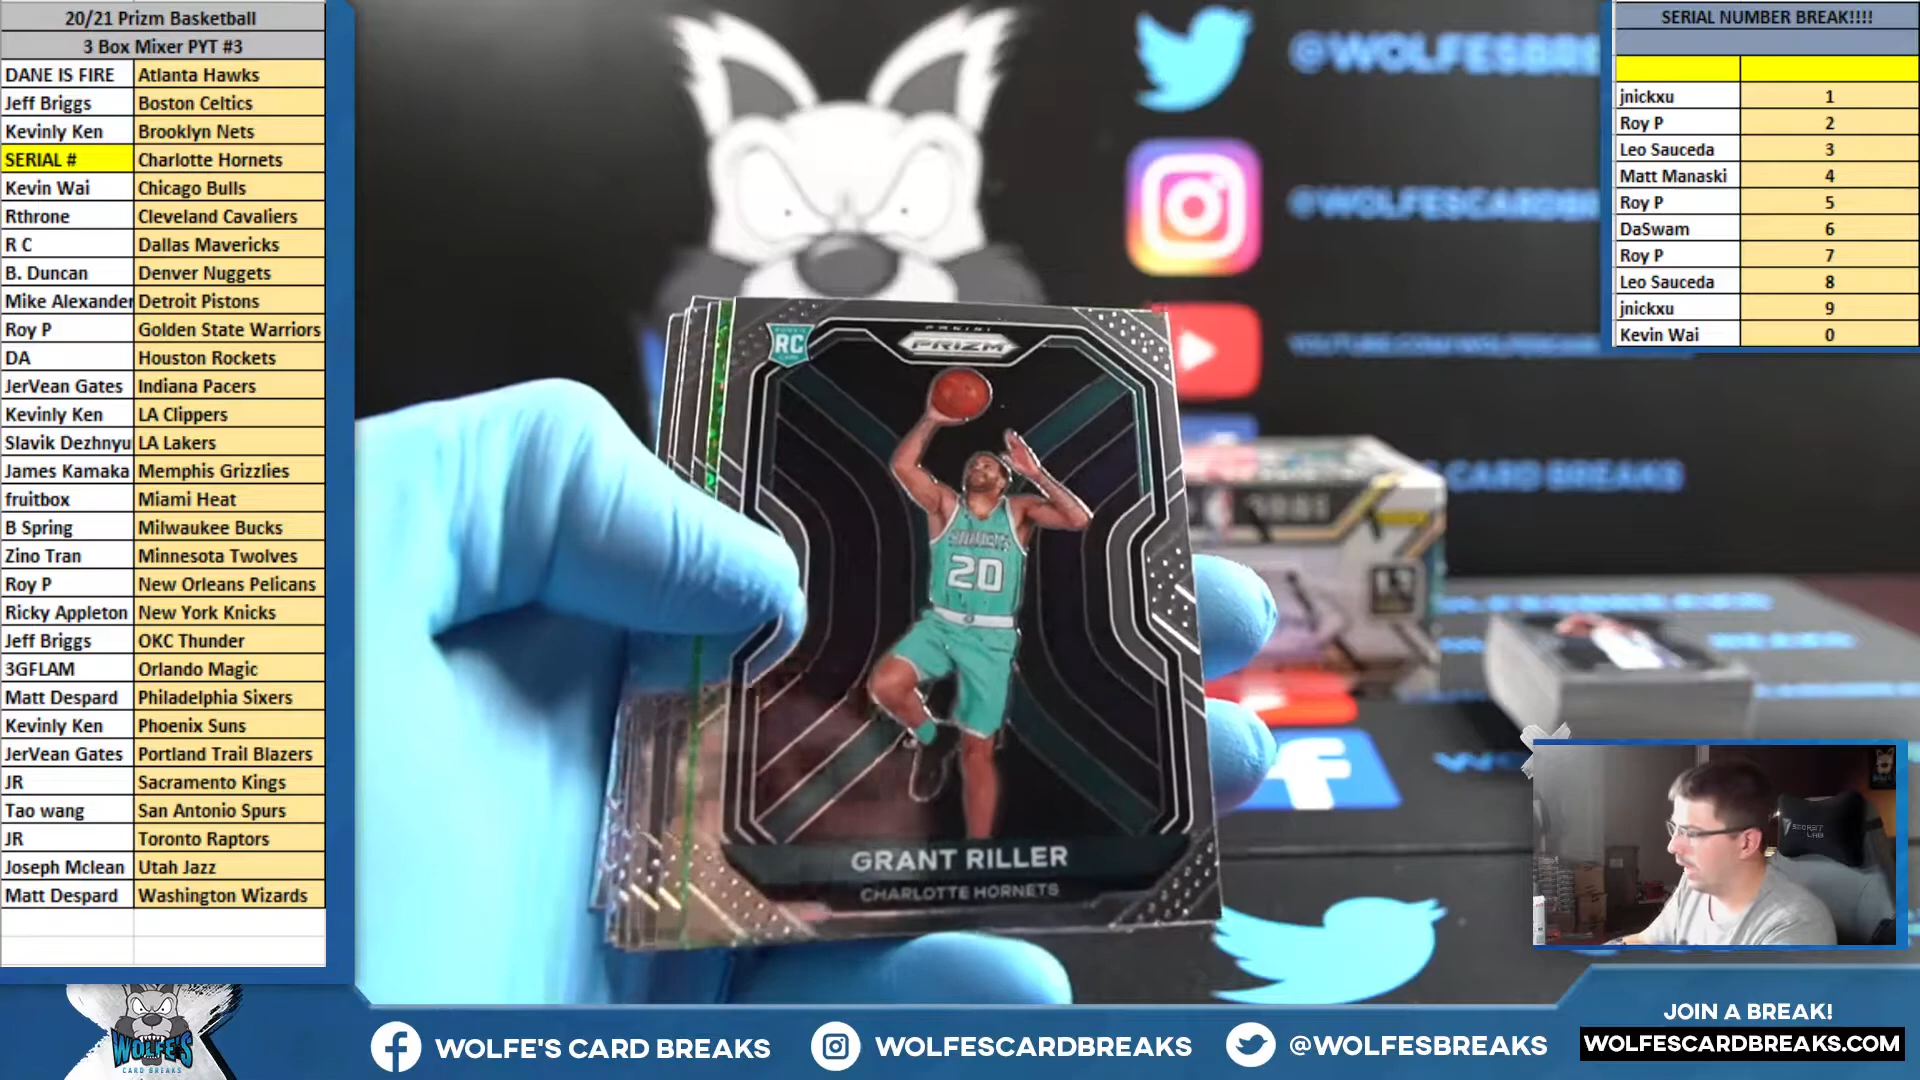 20/21 Prizm Basketball
3 Box Mixer PYT #3
DANE IS FIRE Atlanta Hawks
Jeff Briggs Boston Celtics
Kevinly Ken Brooklyn Nets
SERIAL # Charlotte Hornets
Kevin Wai Chicago Bulls
Rthrone Cleveland Cavaliers
R C Dallas Mavericks
B. Duncan Denver Nuggets
Mike Alexander Detroit Pistons
Roy P Golden State Warriors
DA Houston Rockets
JerVean Gates Indiana Pacers
Kevinly Ken LA Clippers
Slavik Dezhnyu LA Lakers
James Kamaka Memphis Grizzlies
fruitbox Miami Heat
B Spring Milwaukee Bucks
Zino Tran Minnesota Twolves
Roy P New Orleans Pelicans
Ricky Appleton New York Knicks
Jeff Briggs OKC Thunder
3GFLAM Orlando Magic
Matt Despard Philadelphia Sixers
Kevinly Ken Phoenix Suns
JerVean Gates Portland Trail Blazers
JR Sacramento Kings
Tao wang San Antonio Spurs
JR Toronto Raptors
Joseph Mclean Utah Jazz
Matt Despard Washington Wizards
SERIAL NUMBER BREAK!!!!
jnickxu 1
Roy P 2
Leo Sauceda 3
Matt Manaski 4
Roy P 5
DaSwam 6
Roy P 7
Leo Sauceda 8
jnickxu 9
Kevin Wai 0
@WOLFESBRE
@WOLFESCARDB
CARD BREAKS
RC
PANINI
PRIZM
20
GRANT RILLER
CHARLOTTE HORNETS
WOLFE'S
CARD BREAKS
WOLFE'S CARD BREAKS
WOLFESCARDBREAKS
@WOLFESBREAKS
JOIN A BREAK!
WOLFESCARDBREAKS.COM